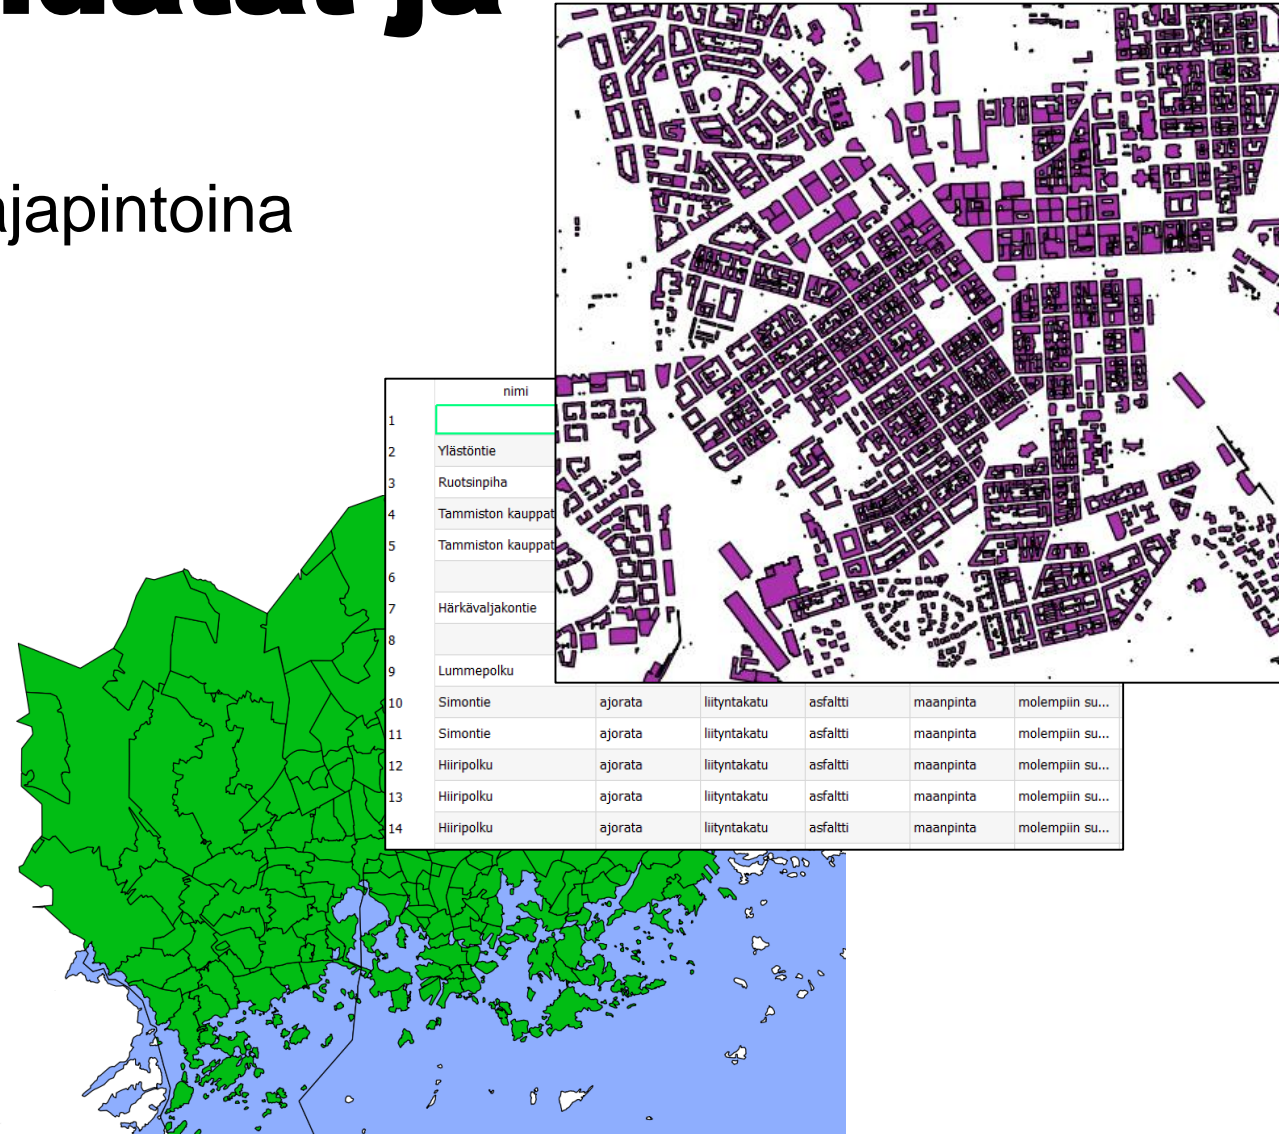 ja
nimi
1
2 Ylästöntie
3 Ruotsinpiha
4 Tammiston kauppat
5 Tammiston kauppat
6
7 Härkävaljakontie
8
9 Lummepolku
10 Simontie ajorata liityntakatu asfaltti maanpinta molempiin su...
11 Simontie ajorata liityntakatu asfaltti maanpinta molempiin su...
12 Hiiripolku ajorata liityntakatu asfaltti maanpinta molempiin su...
13 Hiiripolku ajorata liityntakatu asfaltti maanpinta molempiin su...
14 Hiiripolku ajorata liityntakatu asfaltti maanpinta molempiin su...